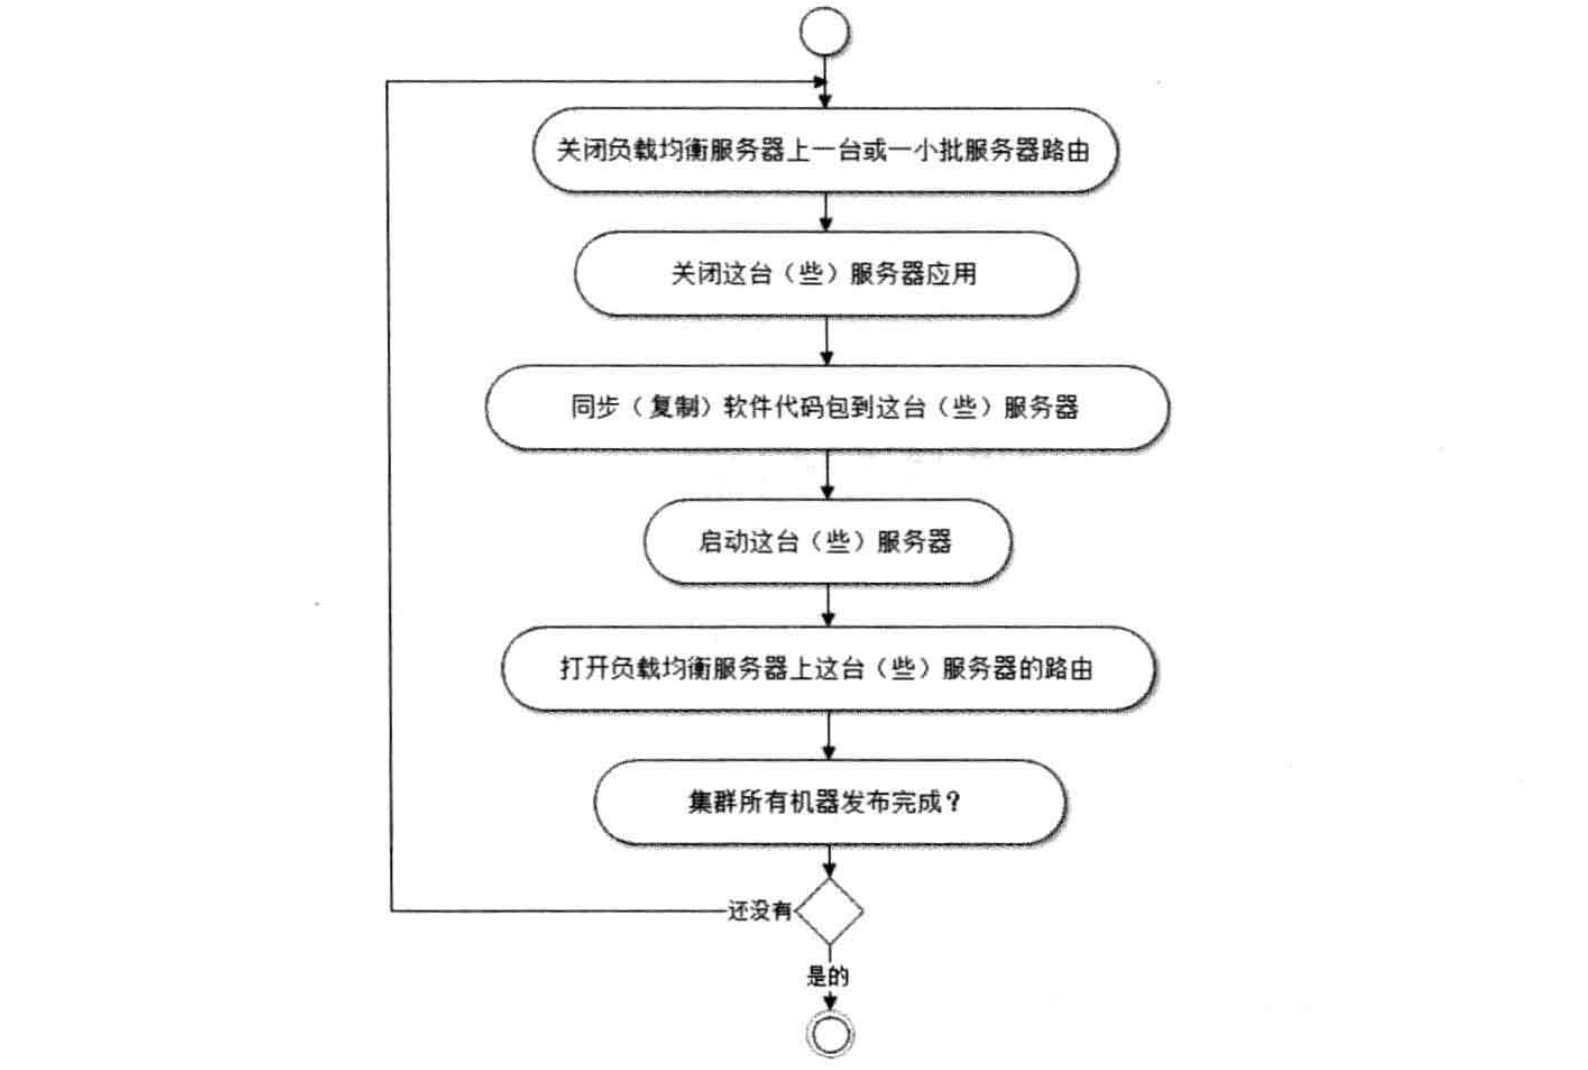 关闭负载均衡服务器上一台或一小批服务器路由
关闭这台（些）服务器应用
同步（复制）软件代码包到这台（些）服务器
启动这台（些）服务器
打开负载均衡服务器上这台（些）服务器的路由
集群所有机器发布完成？
还没有
是的